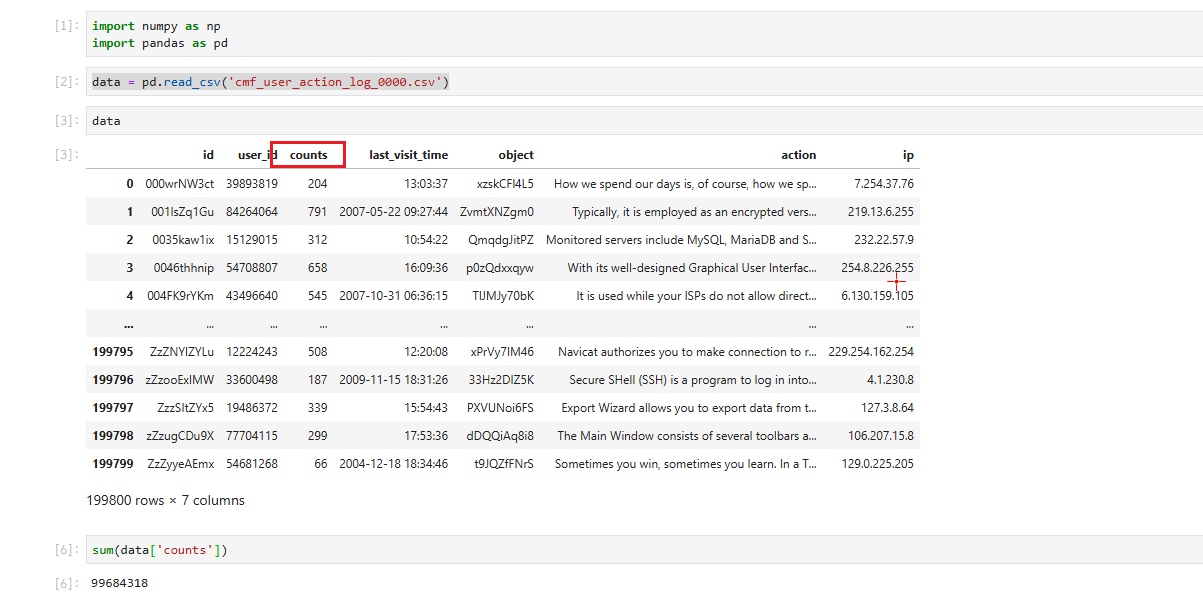 [1]: import numpy as np
import pandas as pd
[2]: data = pd.read_csv('cmf_user_action_log_0000.csv')
[3]: data
[3]: id user_id counts last_visit_time object action ip
0 000wrNW3ct 39893819 204 13:03:37 xzskCFI4L5 How we spend our days is, of course, how we sp... 7.254.37.76
1 001IsZq1Gu 84264064 791 2007-05-22 09:27:44 ZvmtXNZgm0 Typically, it is employed as an encrypted vers... 219.13.6.255
2 0035kaw1ix 15129015 312 10:54:22 QmqdgJitPZ Monitored servers include MySQL, MariaDB and S... 232.22.57.9
3 0046thhnip 54708807 658 16:09:36 p0zQdxxqyw With its well-designed Graphical User Interfac... 254.8.226.255
4 004FK9rYKm 43496640 545 2007-10-31 06:36:15 TIJMJy70bK It is used while your ISPs do not allow direct... 6.130.159.105
... ... ... ... ... ... ... ...
199795 ZzZNYIZYLu 12224243 508 12:20:08 xPrVy7IM46 Navicat authorizes you to make connection to r... 229.254.162.254
199796 zZzooExIMW 33600498 187 2009-11-15 18:31:26 33Hz2DIZ5K Secure SHell (SSH) is a program to log in into... 4.1.230.8
199797 ZzzSItZYx5 19486372 339 15:54:43 PXVUNoi6FS Export Wizard allows you to export data from t... 127.3.8.64
199798 zZzugCDu9X 77704115 299 17:53:36 dDQQiAq8i8 The Main Window consists of several toolbars a... 106.207.15.8
199799 ZzZyyeAEmx 54681268 66 2004-12-18 18:34:46 t9JQZfFNrS Sometimes you win, sometimes you learn. In a T... 129.0.225.205
199800 rows × 7 columns
[6]: sum(data['counts'])
[6]: 99684318